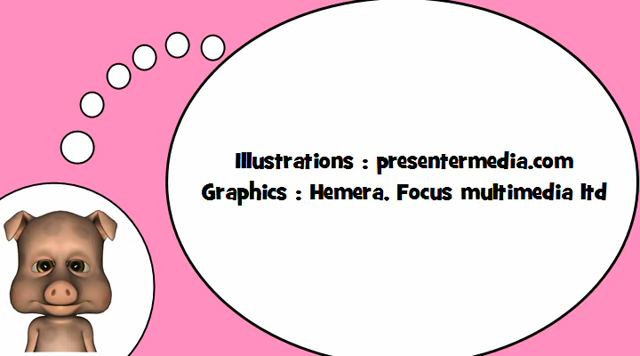 Illustrations : presentermedia.com
Graphics : Hemera. Focus multimedia ltd